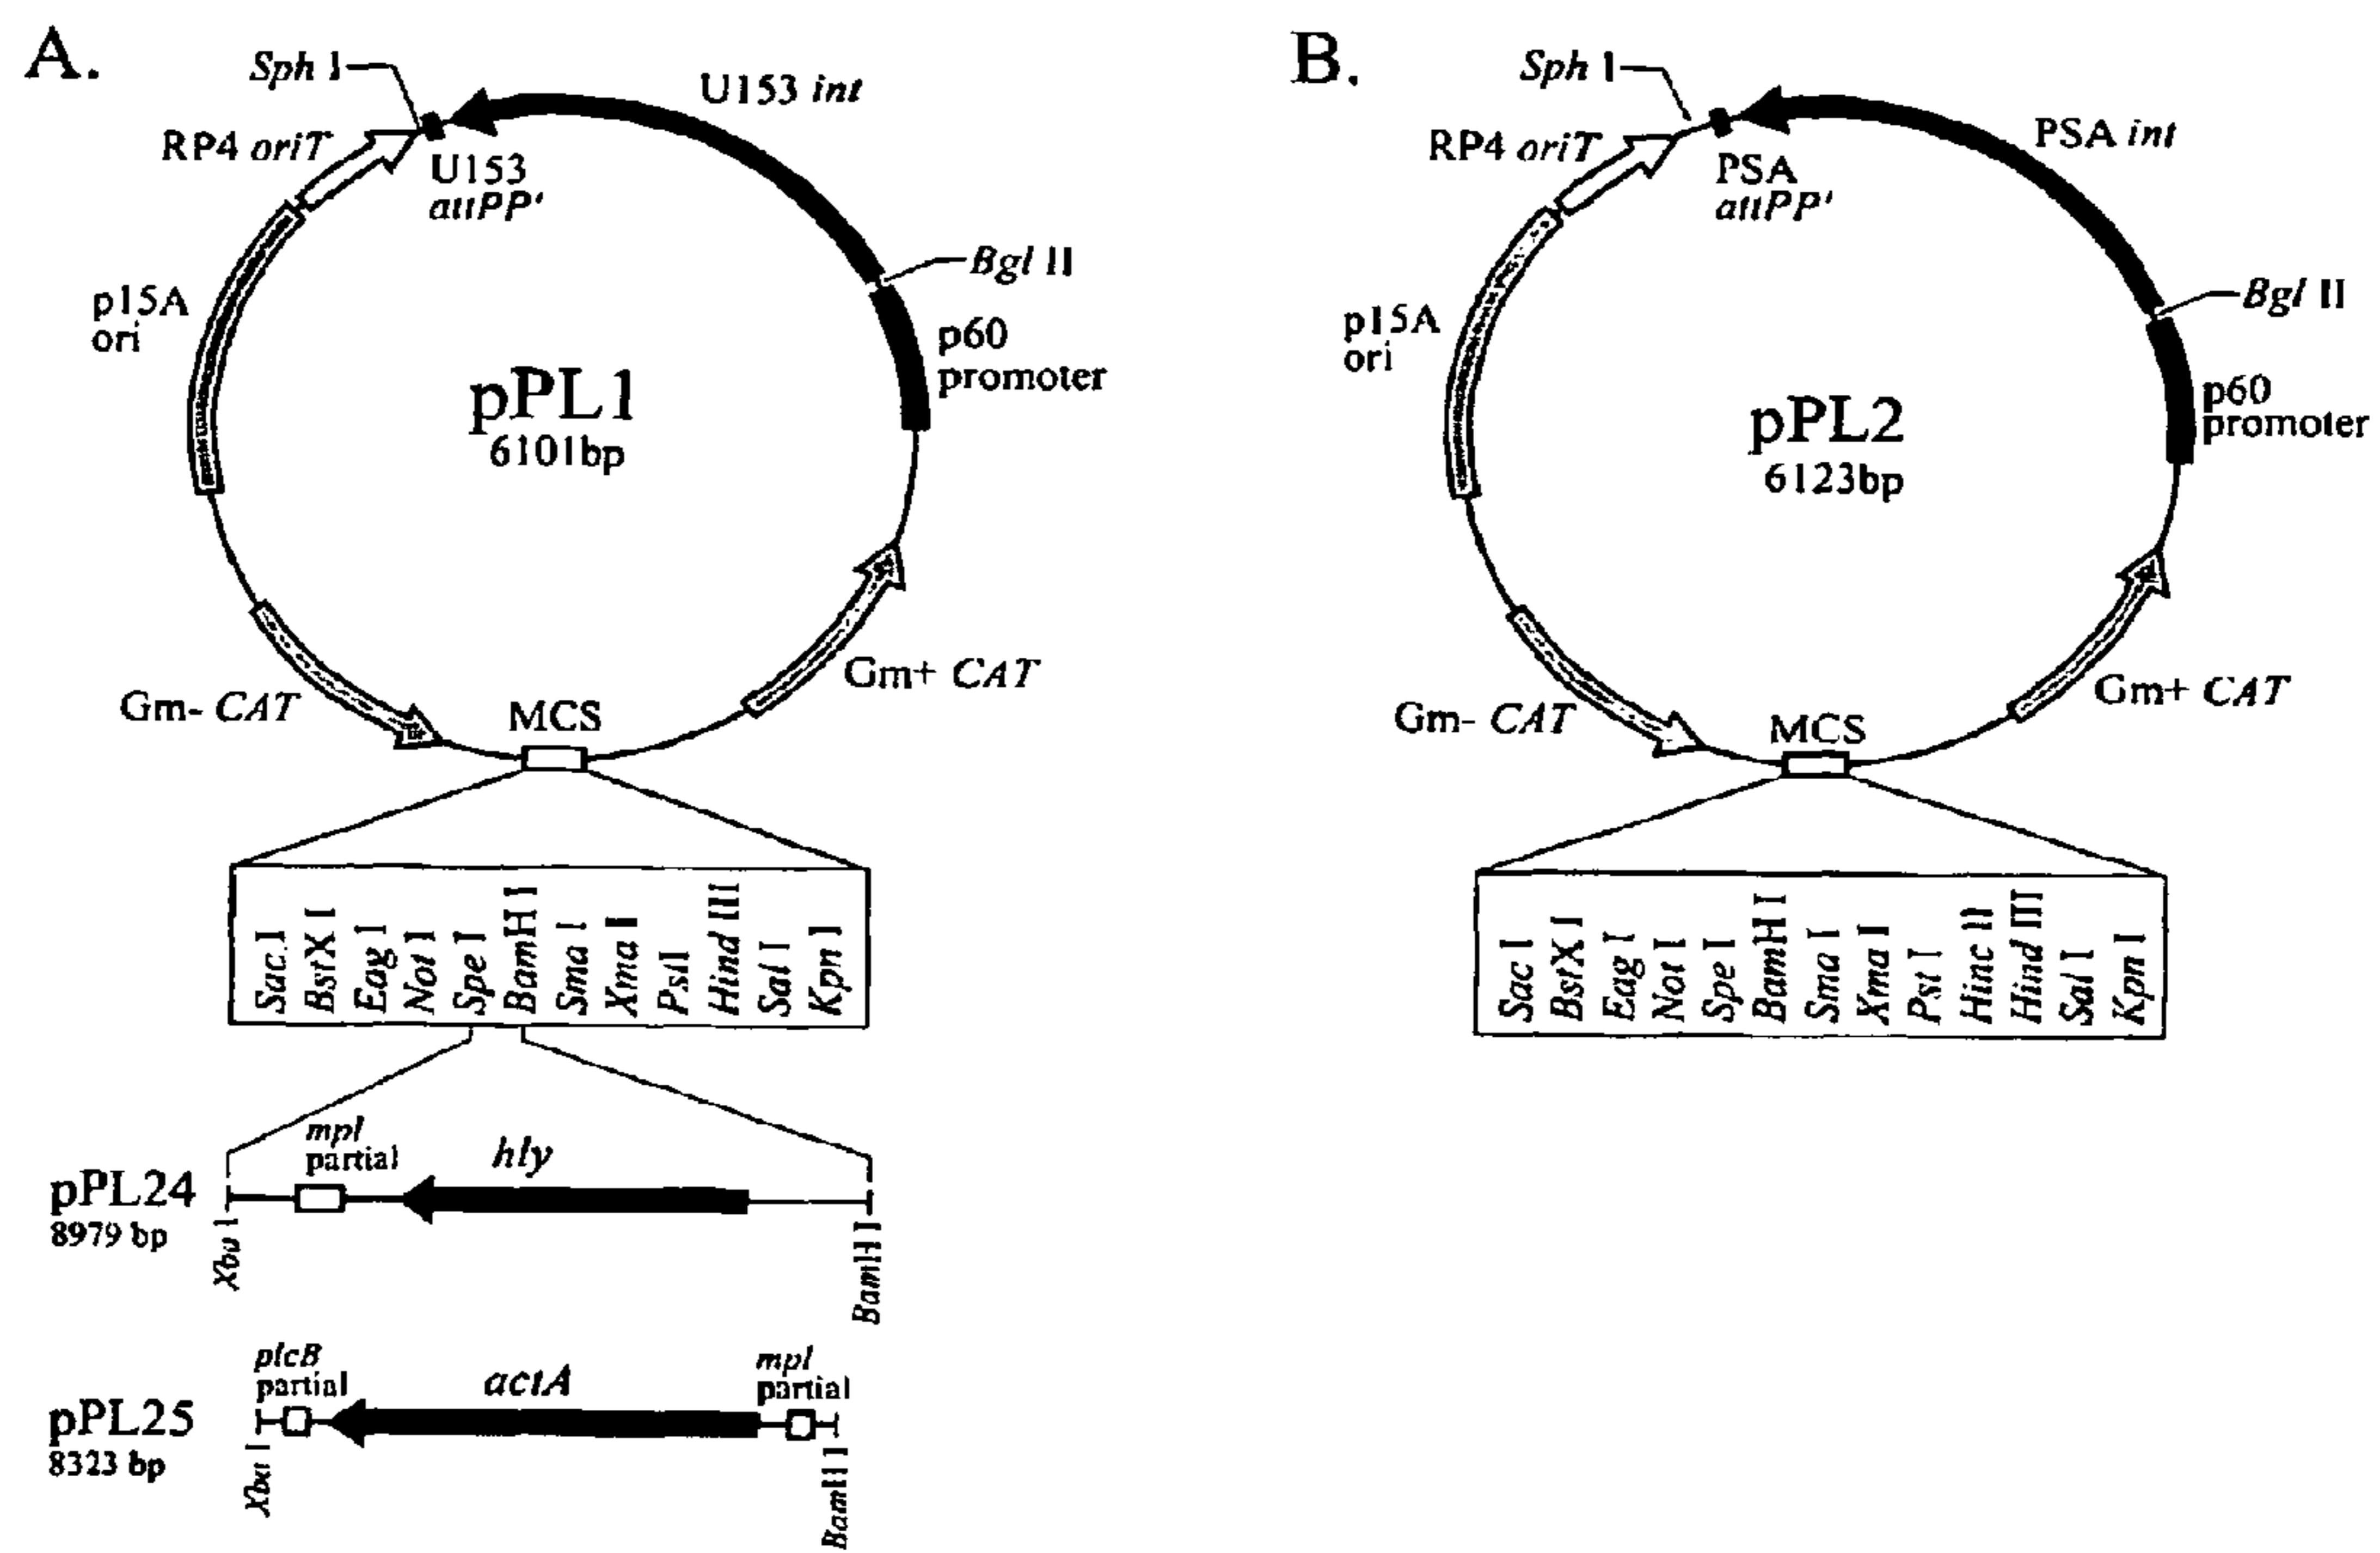 A.
Sph I
U153 int
RP4 oriT
U153
attPP'
Bgl II
p15A
ori
p60
promoter
pPL1
6101bp
Gm- CAT
MCS
Gm+ CAT
Sac I
BstX I
Eag I
Not I
Spe I
BamH I
Sma I
Xma I
Pst I
Hind III
Sal I
Kpn I
mpl
partial
hly
pPL24
8979 bp
Xba I
BamH I
plcB
partial
actA
mpl
partial
pPL25
8323 bp
Xba I
BamH I
B.
Sph I
PSA int
RP4 oriT
PSA
attPP'
Bgl II
p15A
ori
p60
promoter
pPL2
6123bp
Gm- CAT
MCS
Gm+ CAT
Sac I
BstX I
Eag I
Not I
Spe I
BamH I
Sma I
Xma I
Pst I
Hinc II
Hind III
Sal I
Kpn I